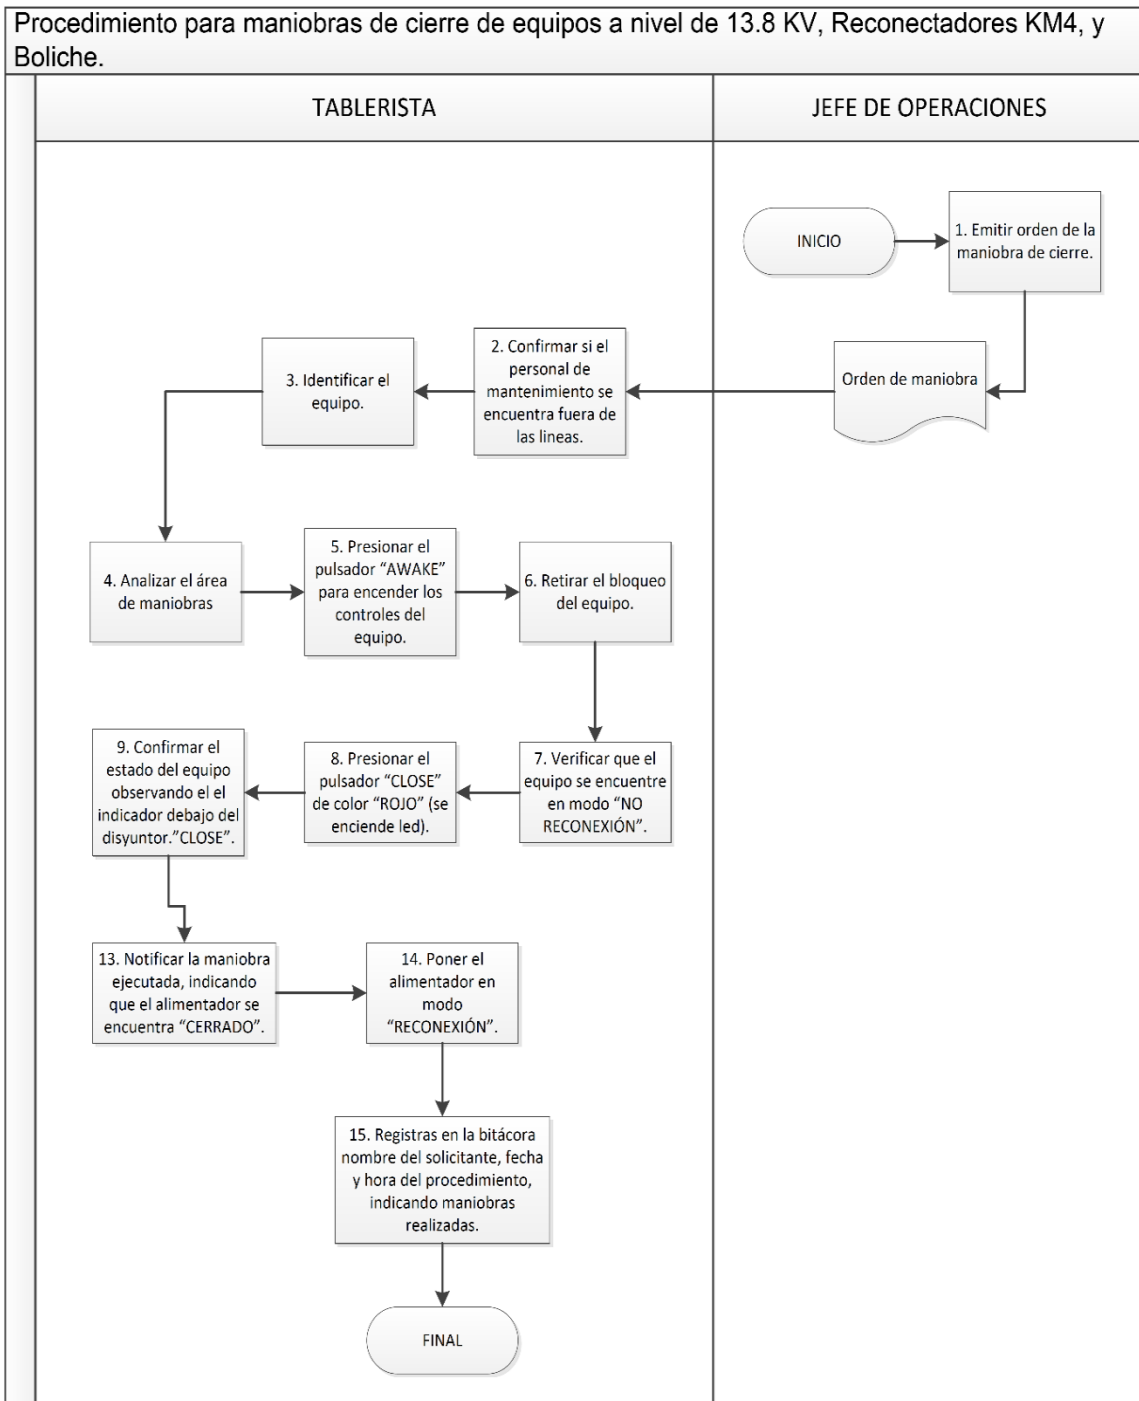 Procedimiento para maniobras de cierre de equipos a nivel de 13.8 KV, Reconectadores KM4, y
Boliche.
TABLERISTA
JEFE DE OPERACIONES
INICIO
1. Emitir orden de la
maniobra de cierre.
Orden de maniobra
2. Confirmar si el
personal de
mantenimiento se
encuentra fuera de
las lineas.
3. Identificar el
equipo.
4. Analizar el área
de maniobras
5. Presionar el
pulsador “AWAKE”
para encender los
controles del
equipo.
6. Retirar el bloqueo
del equipo.
7. Verificar que el
equipo se encuentre
en modo “NO
RECONEXIÓN”.
8. Presionar el
pulsador “CLOSE”
de color “ROJO” (se
enciende led).
9. Confirmar el
estado del equipo
observando el el
indicador debajo del
disyuntor.”CLOSE”.
13. Notificar la maniobra
ejecutada, indicando
que el alimentador se
encuentra “CERRADO”.
14. Poner el
alimentador en
modo
“RECONEXIÓN”.
15. Registras en la bitácora
nombre del solicitante, fecha
y hora del procedimiento,
indicando maniobras
realizadas.
FINAL